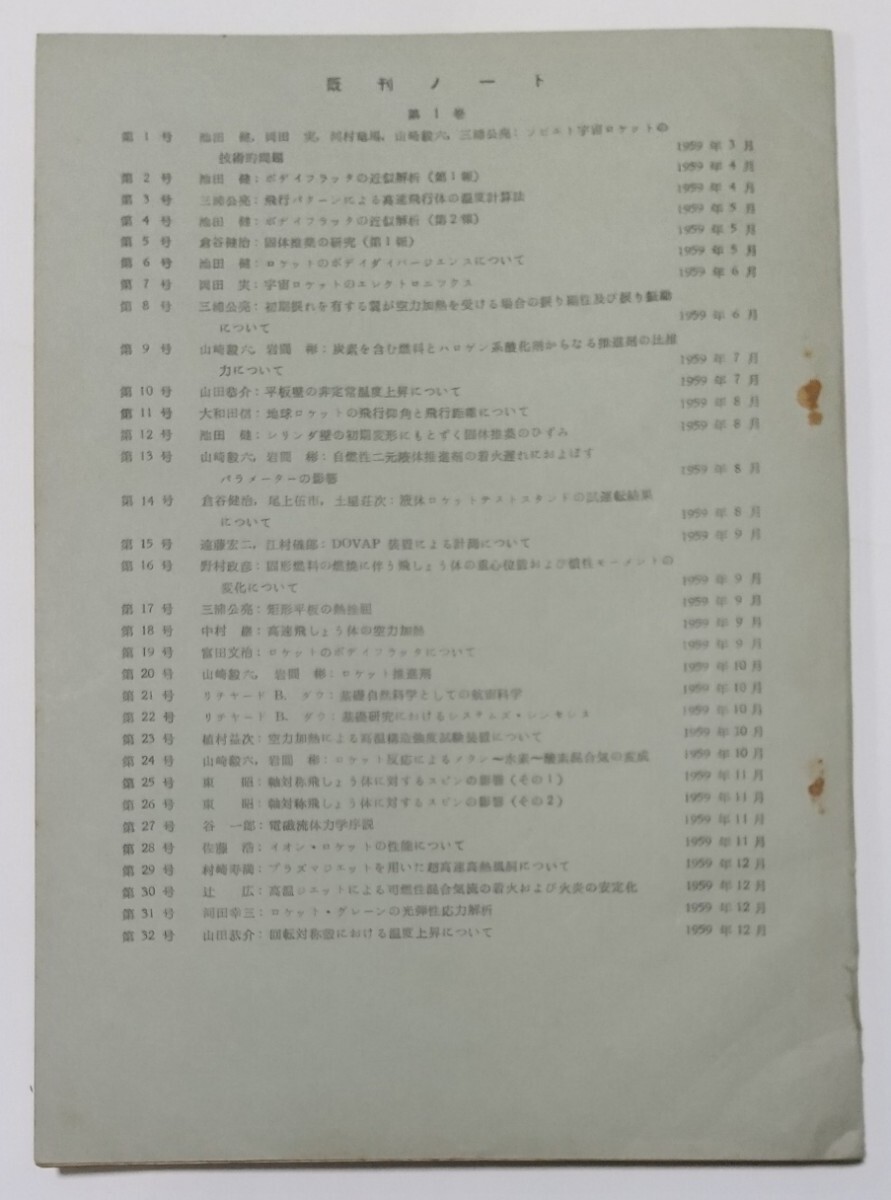 既刊ノート
第1巻
第1号 池田 健,岡田 実,河村竜馬,山崎毅六,三浦公亮:ソビエト宇宙ロケットの
技術的問題 1959年3月
第2号 池田 健:ボデイフラッタの近似解析(第1報) 1959年4月
第3号 三浦公亮:飛行パターンによる高速飛行体の温度計算法 1959年4月
第4号 池田 健:ボデイフラッタの近似解析(第2報) 1959年5月
第5号 倉谷健治:固体推薬の研究(第1報) 1959年5月
第6号 池田 健:ロケットのボデイダイバージエンスについて 1959年5月
第7号 岡田 実:宇宙ロケットのエレクトロニックス 1959年6月
第8号 三浦公亮:初期捩れを有する翼が空力加熱を受ける場合の捩り剛性及び捩り振動
について 1959年6月
第9号 山崎毅六,岩間 彬:炭素を含む燃料とハロゲン系酸化剤からなる推進剤の比推
力について 1959年7月
第10号 山田恭介:平板壁の非定常温度上昇について 1959年7月
第11号 大和田信:地球ロケットの飛行仰角と飛行距離について 1959年8月
第12号 池田 健:シリンダ壁の初期変形にもとずく固体推薬のひずみ 1959年8月
第13号 山崎毅六,岩間 彬:自燃性二元液体推進剤の着火遅れにおよぼす
パラメーターの影響 1959年8月
第14号 倉谷健治,尾上伍市,土屋荘次:液体ロケットテストスタンドの試運転結果
について 1959年8月
第15号 遠藤宏二,江村磯郎:DOVAP装置による計測について 1959年9月
第16号 野村政彦:固形燃料の燃焼に伴う飛しょう体の重心位置および慣性モーメントの
変化について 1959年9月
第17号 三浦公亮:矩形平板の熱挫屈 1959年9月
第18号 中村 :高速飛しょう体の空力加熱 1959年9月
第19号 富田文治:ロケットのボデイフラッタについて 1959年9月
第20号 山崎毅六,岩間 彬:ロケット推進剤 1959年10月
第21号 リチヤードB.ダウ:基礎自然科学としての航空科学 1959年10月
第22号 リチヤードB.ダウ:基礎研究におけるシステムズ・シンセシス 1959年10月
第23号 植村益次:空力加熱による高温構造強度試験装置について 1959年10月
第24号 山崎毅六,岩間 彬:ロケット反応によるメタン～水素～酸素混合気の変成 1959年10月
第25号 東 昭:軸対称飛しょう体に対するスピンの影響(その1) 1959年11月
第26号 東 昭:軸対称飛しょう体に対するスピンの影響(その2) 1959年11月
第27号 谷 一郎:電磁流体力学序説 1959年11月
第28号 佐藤 浩:イオン・ロケットの性能について 1959年11月
第29号 村崎寿満:プラズマジエットを用いた超高速高熱風洞について 1959年12月
第30号 辻 広:高温ジエットによる可燃性混合気流の着火および火炎の安定化 1959年12月
第31号 岡田幸三:ロケット・グレーンの光弾性応力解析 1959年12月
第32号 山田恭介:回転対称殻における温度上昇について 1959年12月